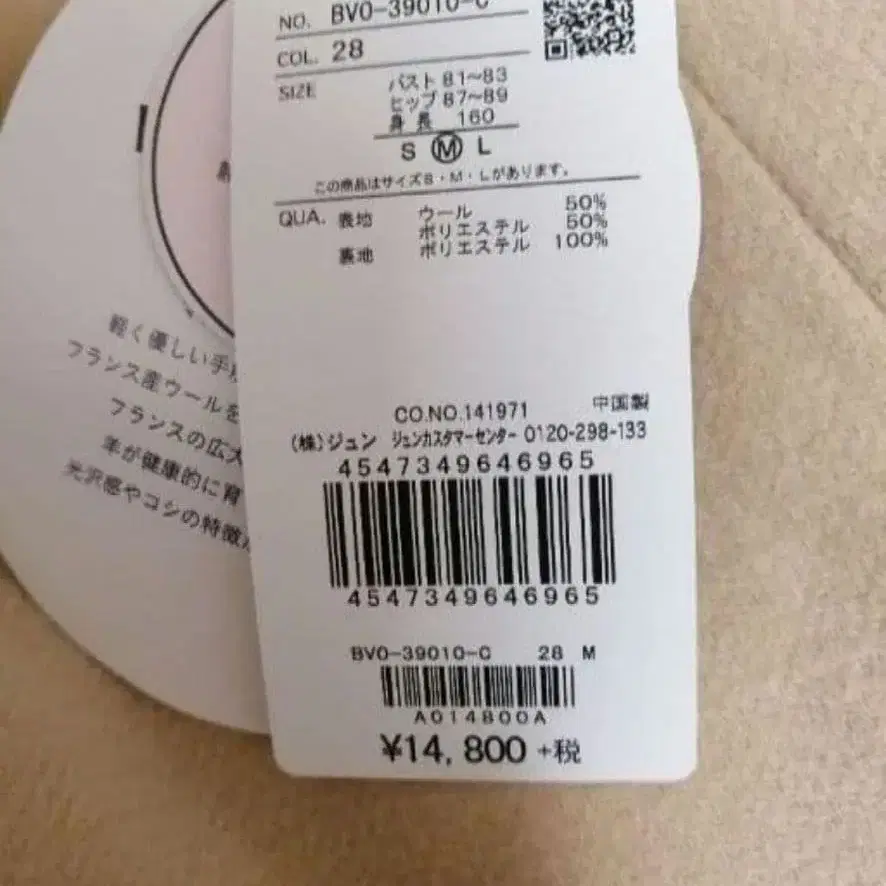 NO. BV0-39010-C
COL. 28
SIZE
バスト 81~83
ヒップ 87~89
身長 160
S M L
この商品はサイズS・M・Lがあります。
QUA. 表地 ウール 50%
ポリエステル 50%
裏地 ポリエステル 100%
CO.NO.141971 中国製
(株)ジュン ジュンカスタマーセンター 0120-298-133
4547349646965
4547349646965
BV0-39010-C 28 M
A014800A
¥14,800 +税
軽く優しい手
フランス産ウールを
フランスの広大
羊が健康的に育
光沢感やコシの特徴